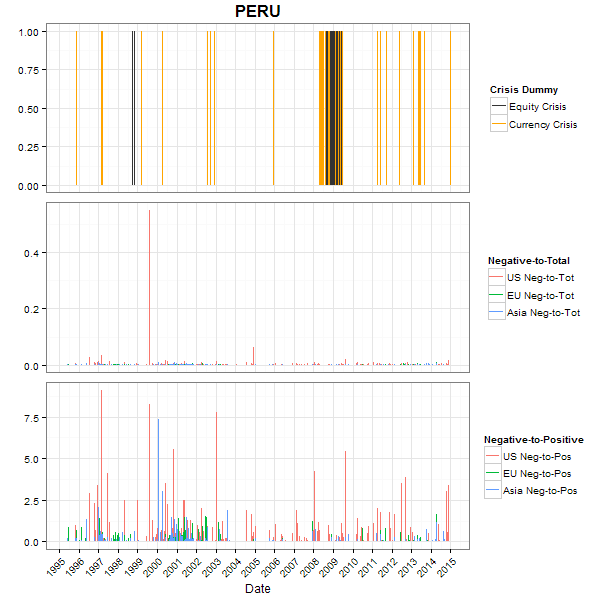 PERU
1.00
0.75
0.50
0.25
0.00
Crisis Dummy
Equity Crisis
Currency Crisis
0.4
0.2
0.0
Negative-to-Total
US Neg-to-Tot
EU Neg-to-Tot
Asia Neg-to-Tot
7.5
5.0
2.5
0.0
Negative-to-Positive
US Neg-to-Pos
EU Neg-to-Pos
Asia Neg-to-Pos
1995 1996 1997 1998 1999 2000 2001 2002 2003 2004 2005 2006 2007 2008 2009 2010 2011 2012 2013 2014 2015
Date